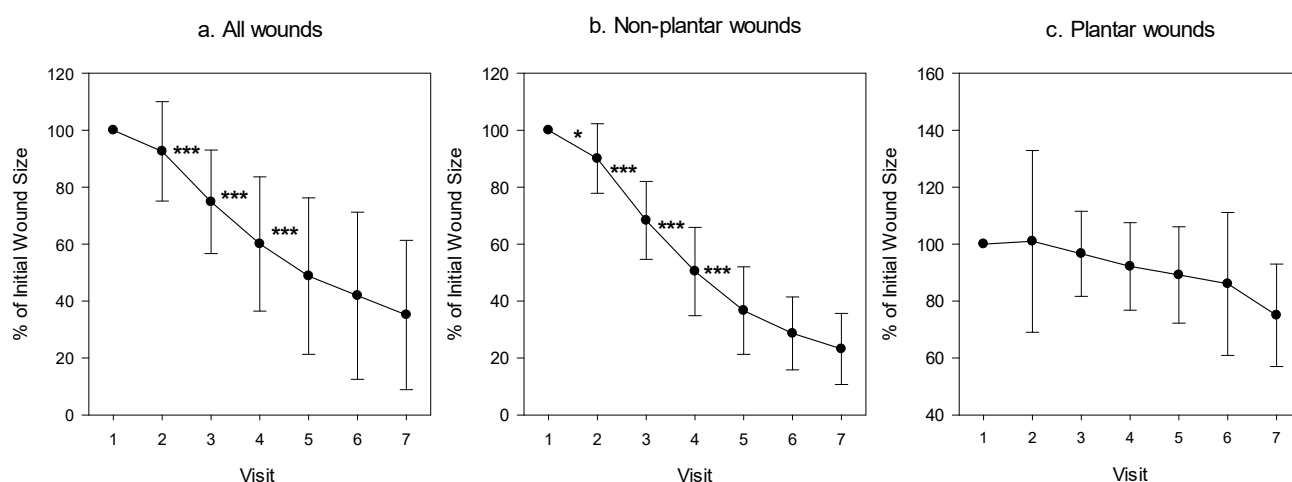 a. All wounds
% of Initial Wound Size
120
100
80
60
40
20
0
***
***
***
1 2 3 4 5 6 7
Visit
b. Non-plantar wounds
% of Initial Wound Size
120
100
80
60
40
20
0
*
***
***
***
1 2 3 4 5 6 7
Visit
c. Plantar wounds
% of Initial Wound Size
160
140
120
100
80
60
40
1 2 3 4 5 6 7
Visit